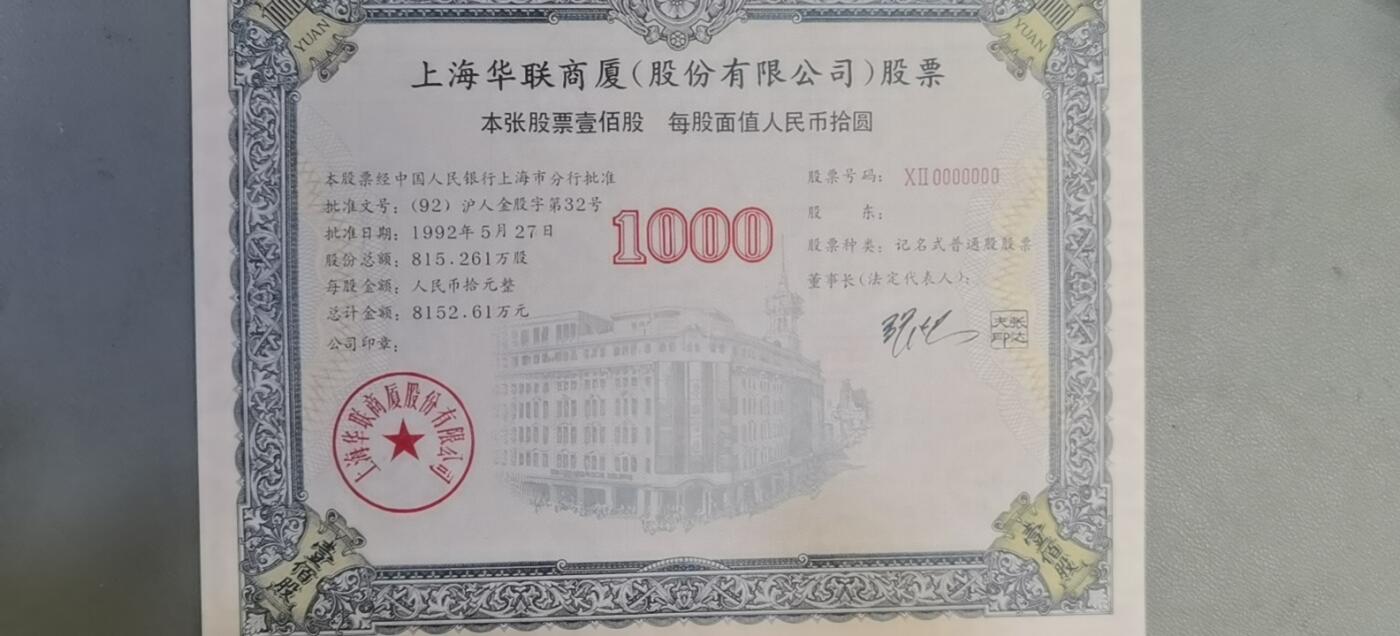 圆
YUAN
圆
YUAN
上海华联商厦(股份有限公司)股票
本张股票壹佰股 每股面值人民币拾圆
本股票经中国人民银行上海市分行批准
批准文号:(92)沪人金股字第32号
批准日期:1992年5月27日
股份总额:815.261万股
每股金额:人民币拾元整
总计金额:8152.61万元
公司印章:
1000
股票号码: XII0000000
股 东:
股票种类:记名式普通股股票
董事长(法定代表人):
上海华联商厦股份有限公司
壹佰股
壹佰股